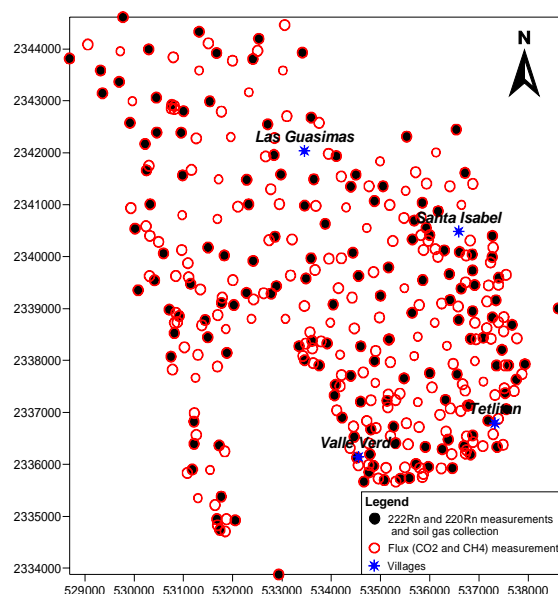 2344000
2343000
2342000
2341000
2340000
2339000
2338000
2337000
2336000
2335000
2334000
529000 530000 531000 532000 533000 534000 535000 536000 537000 538000
N
Las Guasimas
Santa Isabel
Tetlipan
Valle Verde
Legend
222Rn and 220Rn measurements
and soil gas collection
Flux (CO2 and CH4) measurement
Villages